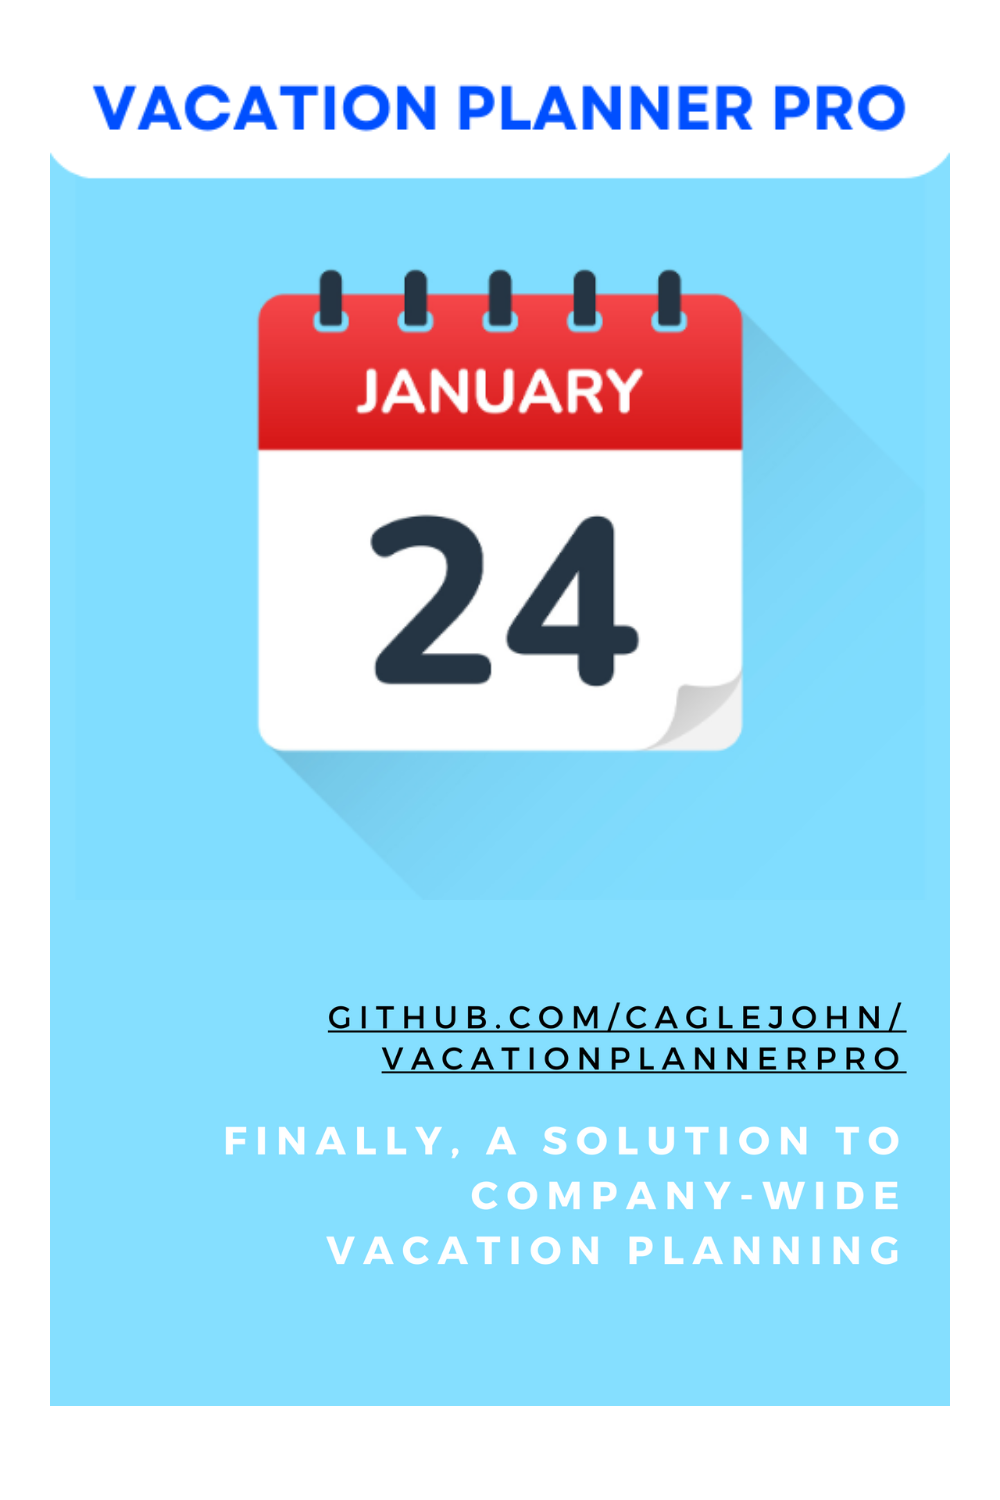 VACATION PLANNER PRO
JANUARY
24
GITHUB.COM/CAGLEJOHN/
VACATIONPLANNERPRO
FINALLY, A SOLUTION TO
COMPANY-WIDE
VACATION PLANNING